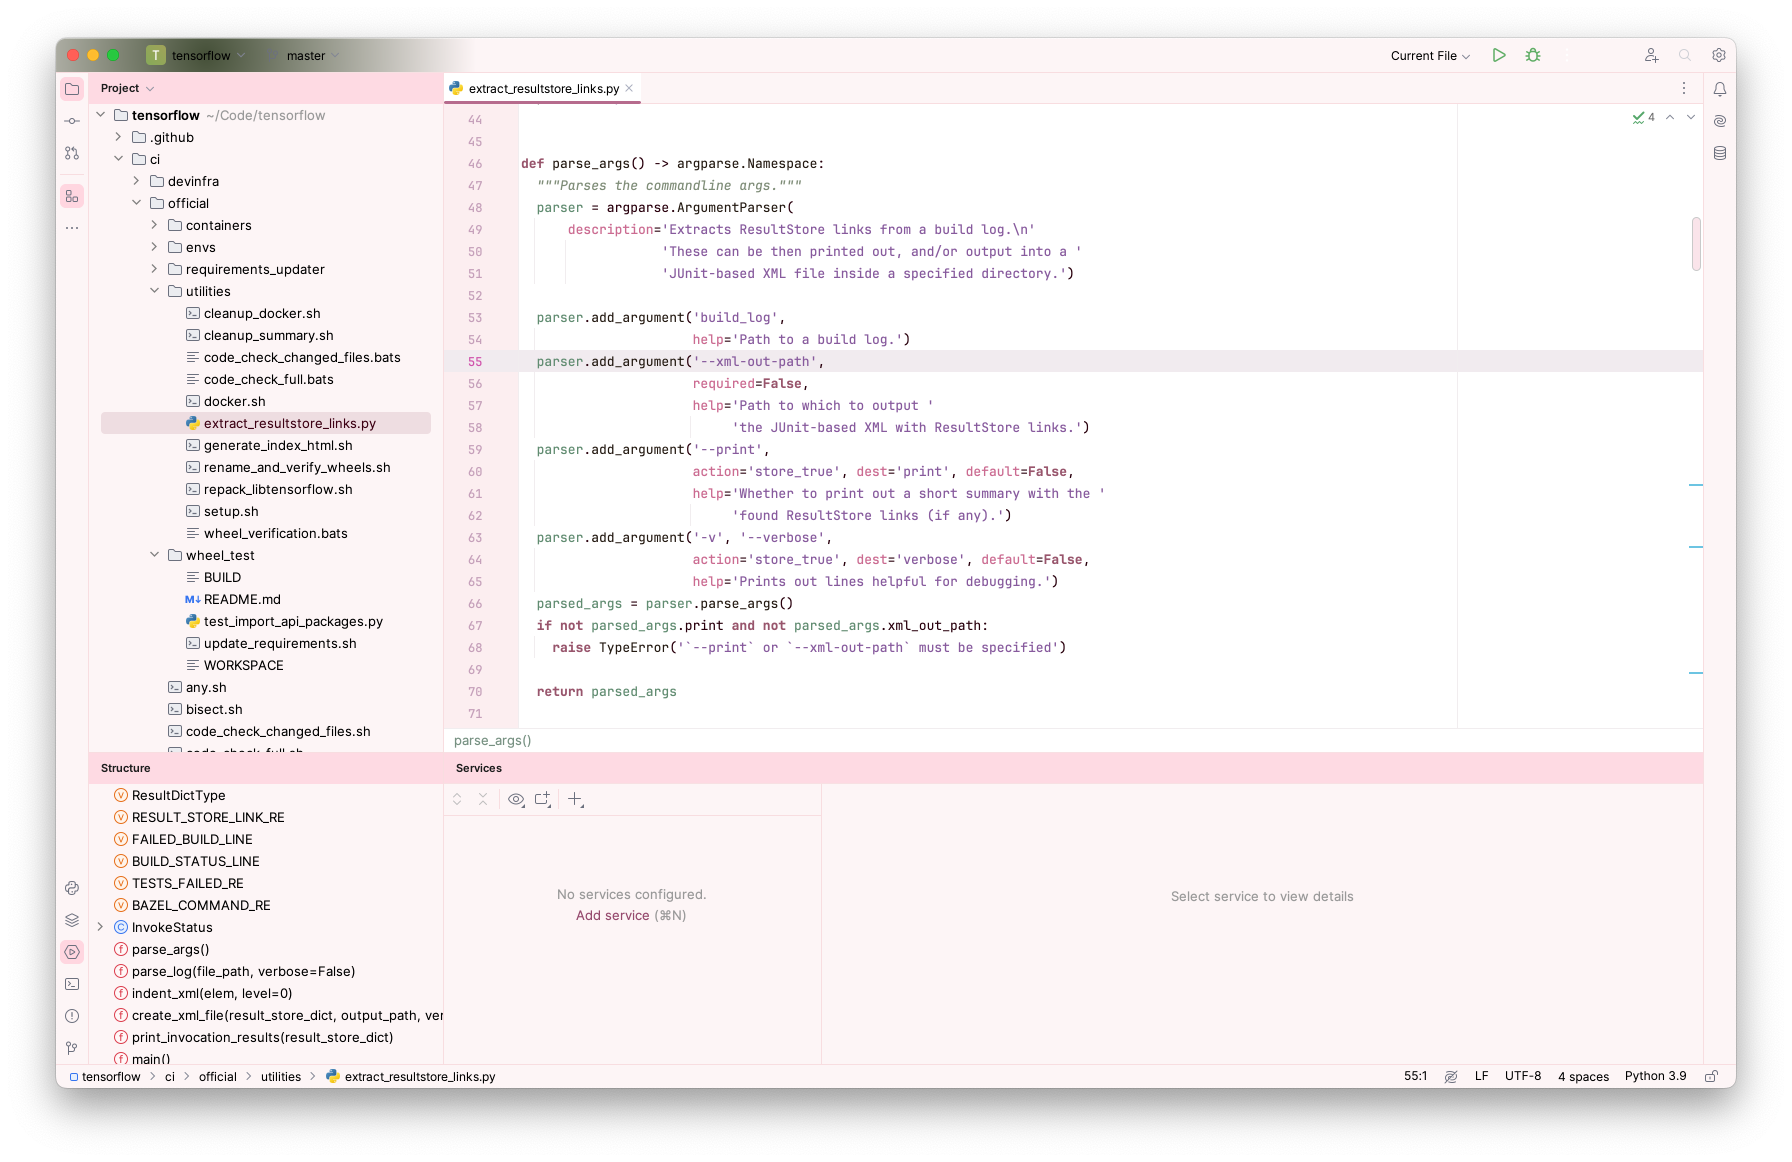 T tensorflow master
Current File
Project
tensorflow ~/Code/tensorflow
.github
ci
devinfra
official
containers
envs
requirements_updater
utilities
cleanup_docker.sh
cleanup_summary.sh
code_check_changed_files.bats
code_check_full.bats
docker.sh
extract_resultstore_links.py
generate_index_html.sh
rename_and_verify_wheels.sh
repack_libtensorflow.sh
setup.sh
wheel_verification.bats
wheel_test
BUILD
M↓ README.md
test_import_api_packages.py
update_requirements.sh
WORKSPACE
any.sh
bisect.sh
code_check_changed_files.sh
code_check_full.sh
extract_resultstore_links.py
4
44
45
46 def parse_args() -> argparse.Namespace:
47 """Parses the commandline args."""
48 parser = argparse.ArgumentParser(
49 description='Extracts ResultStore links from a build log.\n'
50 'These can be then printed out, and/or output into a '
51 'JUnit-based XML file inside a specified directory.')
52
53 parser.add_argument('build_log',
54 help='Path to a build log.')
55 parser.add_argument('--xml-out-path',
56 required=False,
57 help='Path to which to output '
58 'the JUnit-based XML with ResultStore links.')
59 parser.add_argument('--print',
60 action='store_true', dest='print', default=False,
61 help='Whether to print out a short summary with the '
62 'found ResultStore links (if any).')
63 parser.add_argument('-v', '--verbose',
64 action='store_true', dest='verbose', default=False,
65 help='Prints out lines helpful for debugging.')
66 parsed_args = parser.parse_args()
67 if not parsed_args.print and not parsed_args.xml_out_path:
68 raise TypeError('`--print` or `--xml-out-path` must be specified')
69
70 return parsed_args
71
parse_args()
Structure
V ResultDictType
V RESULT_STORE_LINK_RE
V FAILED_BUILD_LINE
V BUILD_STATUS_LINE
V TESTS_FAILED_RE
V BAZEL_COMMAND_RE
C InvokeStatus
f parse_args()
f parse_log(file_path, verbose=False)
f indent_xml(elem, level=0)
f create_xml_file(result_store_dict, output_path, ver
f print_invocation_results(result_store_dict)
f main()
Services
No services configured.
Add service (⌘N)
Select service to view details
tensorflow > ci > official > utilities > extract_resultstore_links.py
55:1 LF UTF-8 4 spaces Python 3.9